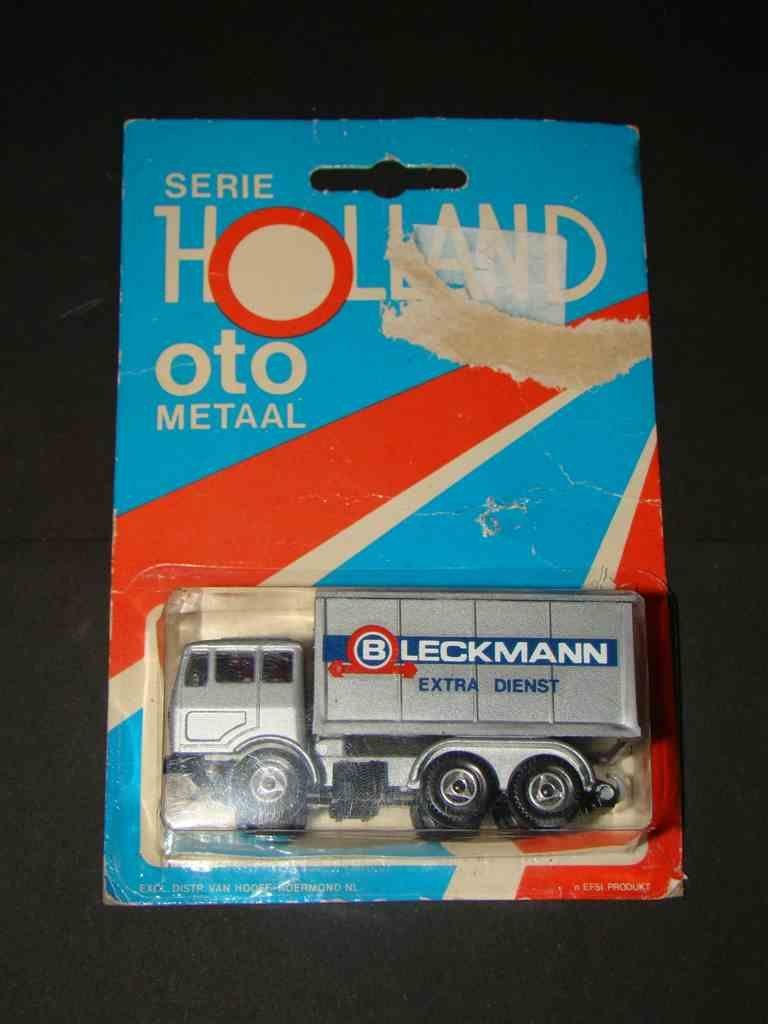 SERIE
HOLLAND
oto
METAAL
BLECKMANN
EXTRA DIENST
EXCL. DISTR. VAN HOOFF-ROERMOND NL.
'n EFSI PRODUKT